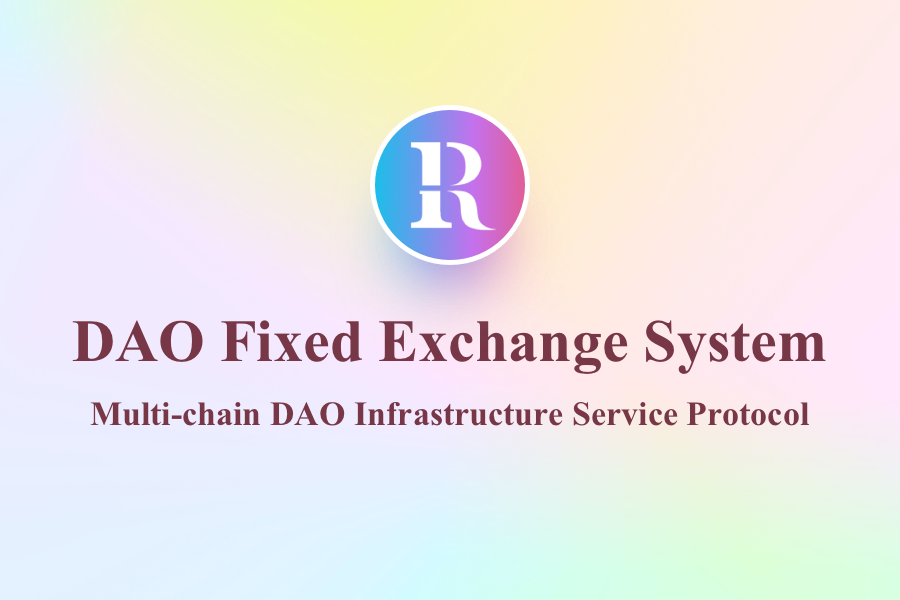 R
DAO Fixed Exchange System
Multi-chain DAO Infrastructure Service Protocol